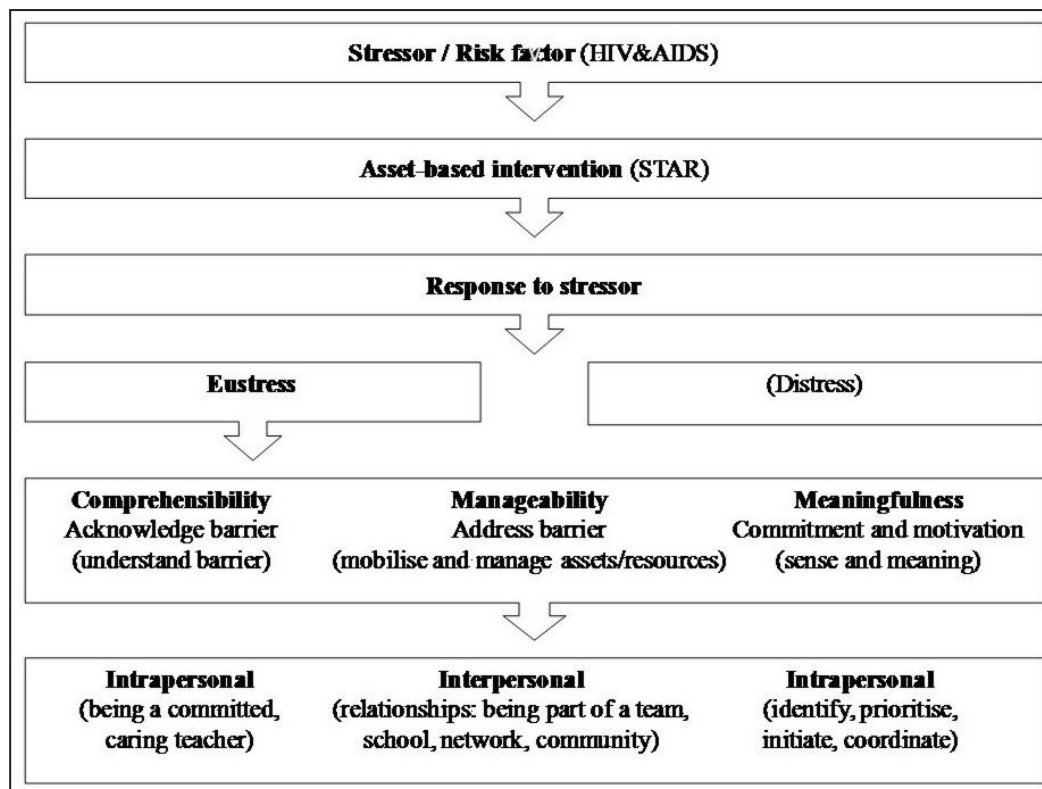 Stressor / Risk factor (HIV&AIDS)
Asset-based intervention (STAR)
Response to stressor
Eustress
(Distress)
Comprehensibility
Acknowledge barrier
(understand barrier)
Manageability
Address barrier
(mobilise and manage assets/resources)
Meaningfulness
Commitment and motivation
(sense and meaning)
Intrapersonal
(being a committed,
caring teacher)
Interpersonal
(relationships: being part of a team,
school, network, community)
Intrapersonal
(identify, prioritise,
initiate, coordinate)